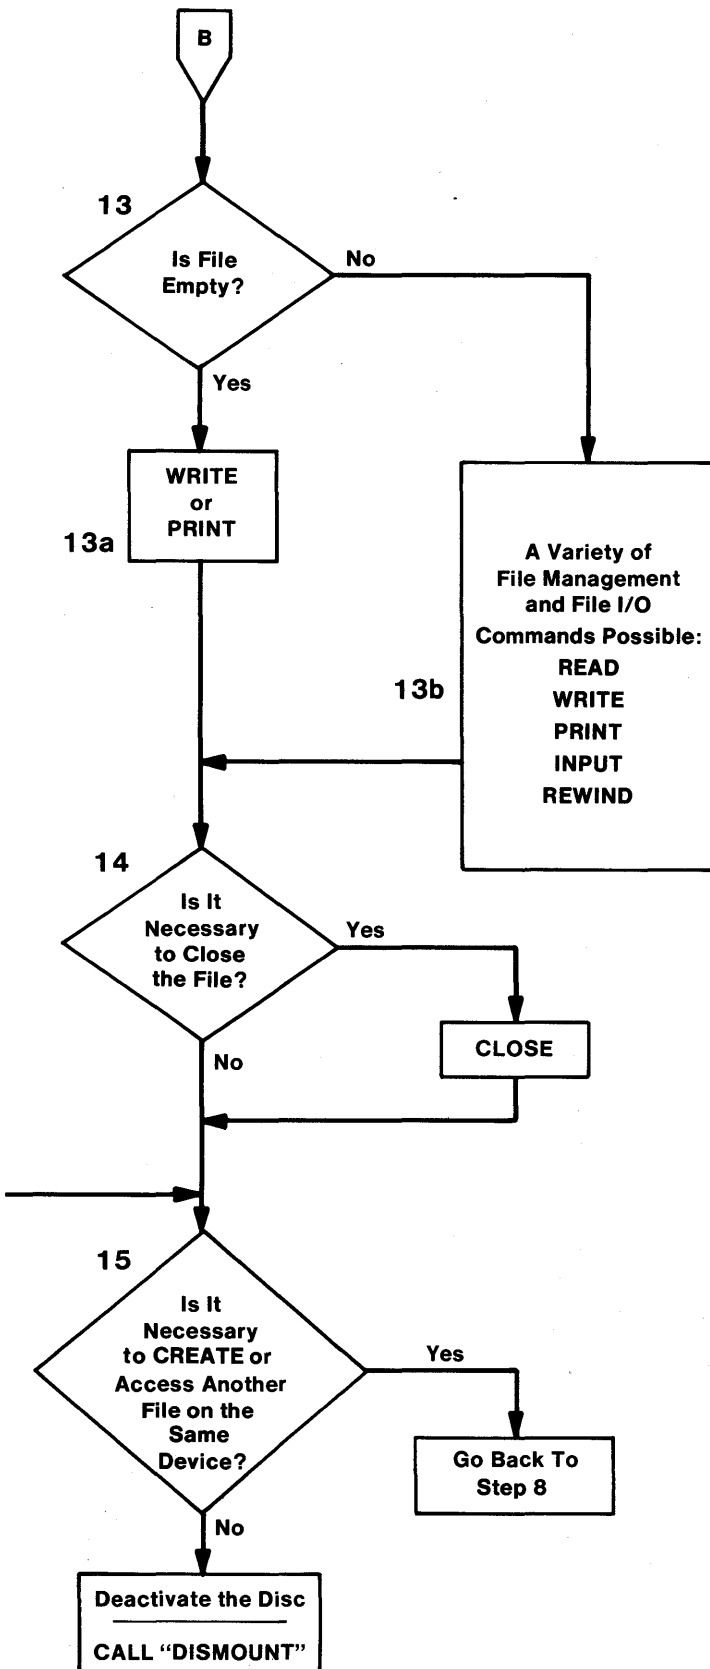 B
13
Is File
Empty?
No
Yes
WRITE
or
PRINT
13a
A Variety of
File Management
and File I/O
Commands Possible:
READ
WRITE
PRINT
INPUT
REWIND
13b
14
Is It
Necessary
to Close
the File?
Yes
CLOSE
No
15
Is It
Necessary
to CREATE or
Access Another
File on the
Same
Device?
Yes
Go Back To
Step 8
No
Deactivate the Disc
CALL “DISMOUNT”